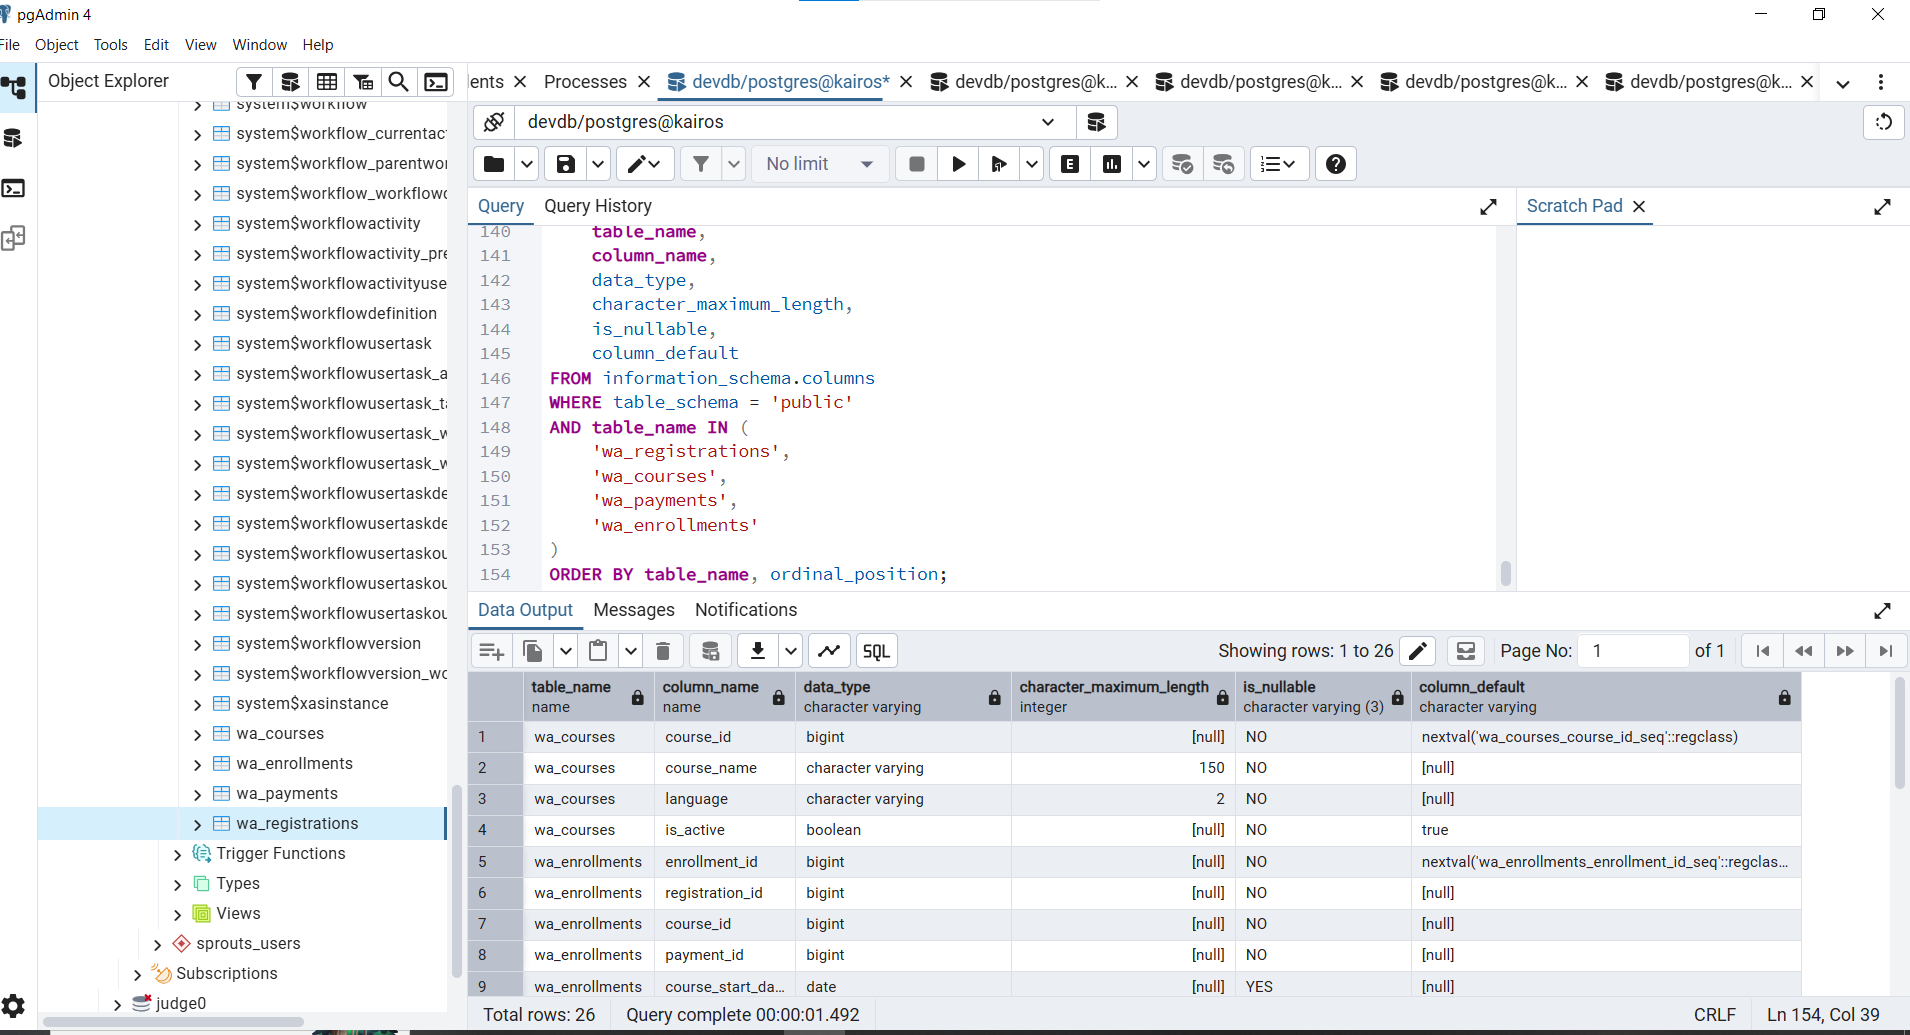 pgAdmin 4
File Object Tools Edit View Window Help
Object Explorer
ents
Processes
devdb/postgres@kairos*
devdb/postgres@k...
devdb/postgres@k...
devdb/postgres@k...
devdb/postgres@k...
devdb/postgres@kairos
No limit
E
Query
Query History
Scratch Pad
system$workflow
system$workflow_currentac
system$workflow_parentwor
system$workflow_workflow
system$workflowactivity
system$workflowactivity_pre
system$workflowactivityuse
system$workflowdefinition
system$workflowusertask
system$workflowusertask_a
system$workflowusertask_t
system$workflowusertask_w
system$workflowusertask_w
system$workflowusertaskde
system$workflowusertaskde
system$workflowusertaskou
system$workflowusertaskou
system$workflowusertaskou
system$workflowversion
system$workflowversion_wo
system$xasinstance
wa_courses
wa_enrollments
wa_payments
wa_registrations
Trigger Functions
Types
Views
sprouts_users
Subscriptions
judge0
140 table_name,
141 column_name,
142 data_type,
143 character_maximum_length,
144 is_nullable,
145 column_default
146 FROM information_schema.columns
147 WHERE table_schema = 'public'
148 AND table_name IN (
149 'wa_registrations',
150 'wa_courses',
151 'wa_payments',
152 'wa_enrollments'
153 )
154 ORDER BY table_name, ordinal_position;
Data Output
Messages
Notifications
SQL
Showing rows: 1 to 26
Page No: 1 of 1
table_name name
column_name name
data_type character varying
character_maximum_length integer
is_nullable character varying (3)
column_default character varying
1 wa_courses course_id bigint [null] NO nextval('wa_courses_course_id_seq'::regclass)
2 wa_courses course_name character varying 150 NO [null]
3 wa_courses language character varying 2 NO [null]
4 wa_courses is_active boolean [null] NO true
5 wa_enrollments enrollment_id bigint [null] NO nextval('wa_enrollments_enrollment_id_seq'::regclas...
6 wa_enrollments registration_id bigint [null] NO [null]
7 wa_enrollments course_id bigint [null] NO [null]
8 wa_enrollments payment_id bigint [null] NO [null]
9 wa_enrollments course_start_da... date [null] YES [null]
Total rows: 26
Query complete 00:00:01.492
CRLF
Ln 154, Col 39